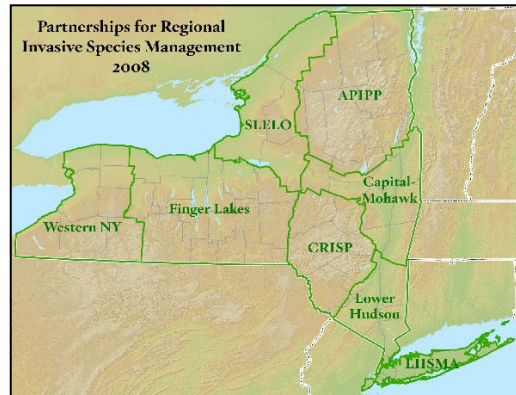 Partnerships for Regional
Invasive Species Management
2008
APIPP
SLELO
Capital-
Mohawk
Finger Lakes
Western NY
CRISP
Lower
Hudson
LIISMA